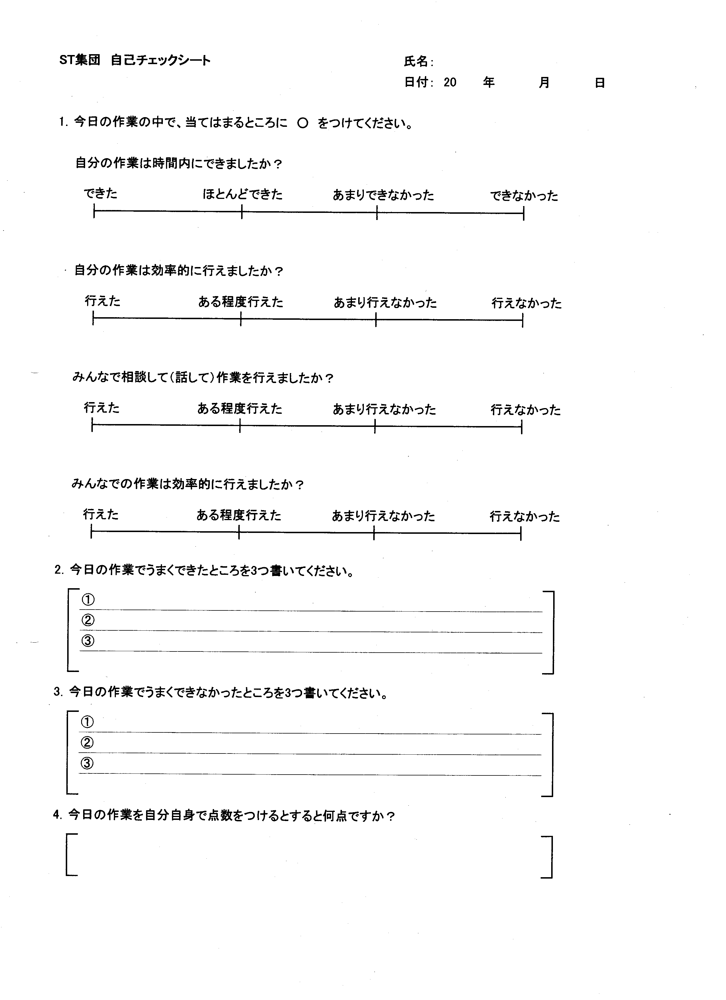 ST集団　自己チェックシート
氏名：
日付： 20　　年　　　月　　　日
1. 今日の作業の中で、当てはまるところに　○　をつけてください。
自分の作業は時間内にできましたか？
できた　ほとんどできた　あまりできなかった　できなかった
自分の作業は効率的に行えましたか？
行えた　ある程度行えた　あまり行えなかった　行えなかった
みんなで相談して（話して）作業を行えましたか？
行えた　ある程度行えた　あまり行えなかった　行えなかった
みんなでの作業は効率的に行えましたか？
行えた　ある程度行えた　あまり行えなかった　行えなかった
2. 今日の作業でうまくできたところを3つ書いてください。
①
②
③
3. 今日の作業でうまくできなかったところを3つ書いてください。
①
②
③
4. 今日の作業を自分自身で点数をつけるとすると何点ですか？